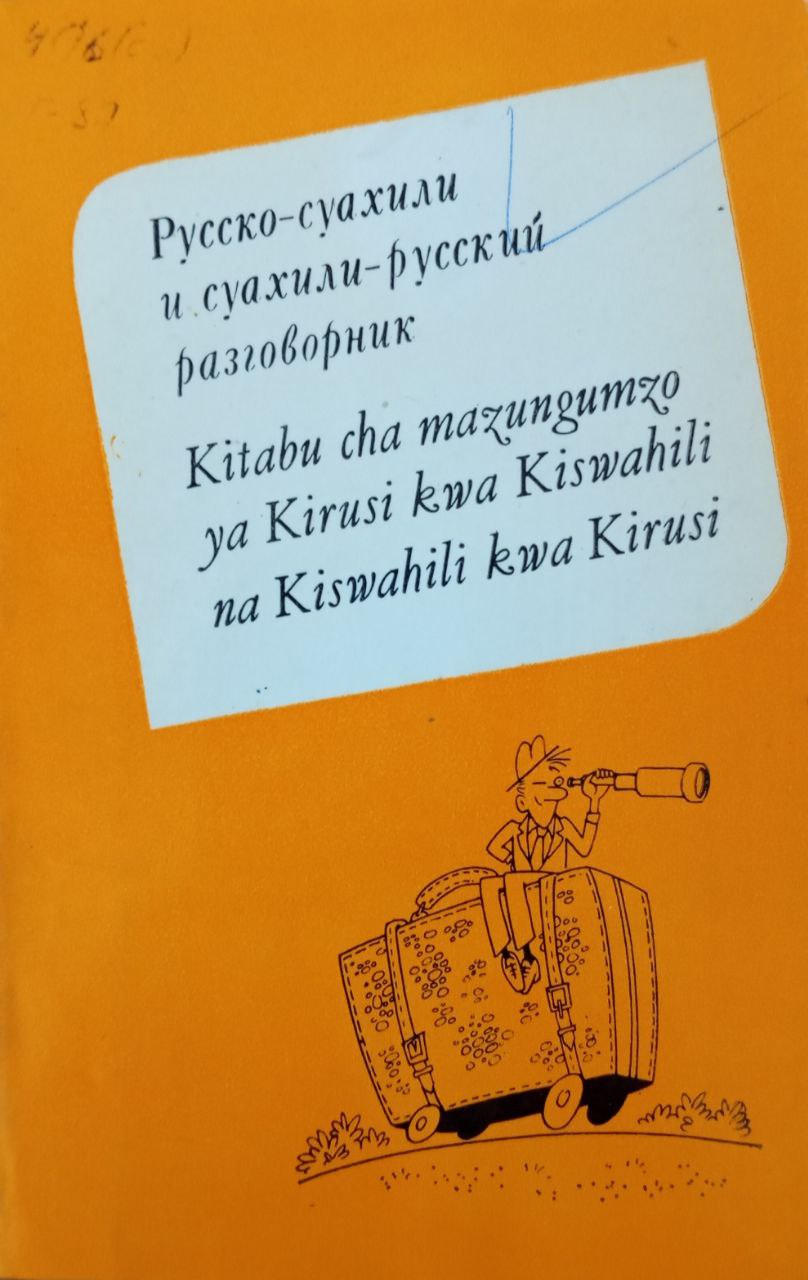 Русско-суахили
и суахили-русский
разговорник
Kitabu cha mazungumzo
ya Kirusi kwa Kiswahili
na Kiswahili kwa Kirusi